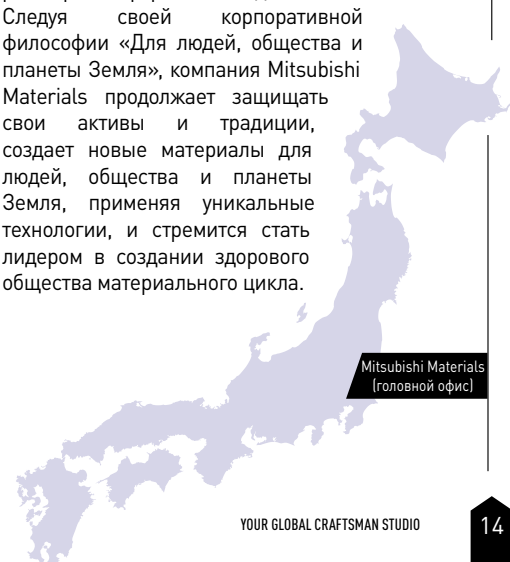 Следуя своей корпоративной
философии «Для людей, общества и
планеты Земля», компания Mitsubishi
Materials продолжает защищать
свои активы и традиции,
создает новые материалы для
людей, общества и планеты
Земля, применяя уникальные
технологии, и стремится стать
лидером в создании здорового
общества материального цикла.
Mitsubishi Materials
(головной офис)
YOUR GLOBAL CRAFTSMAN STUDIO
14